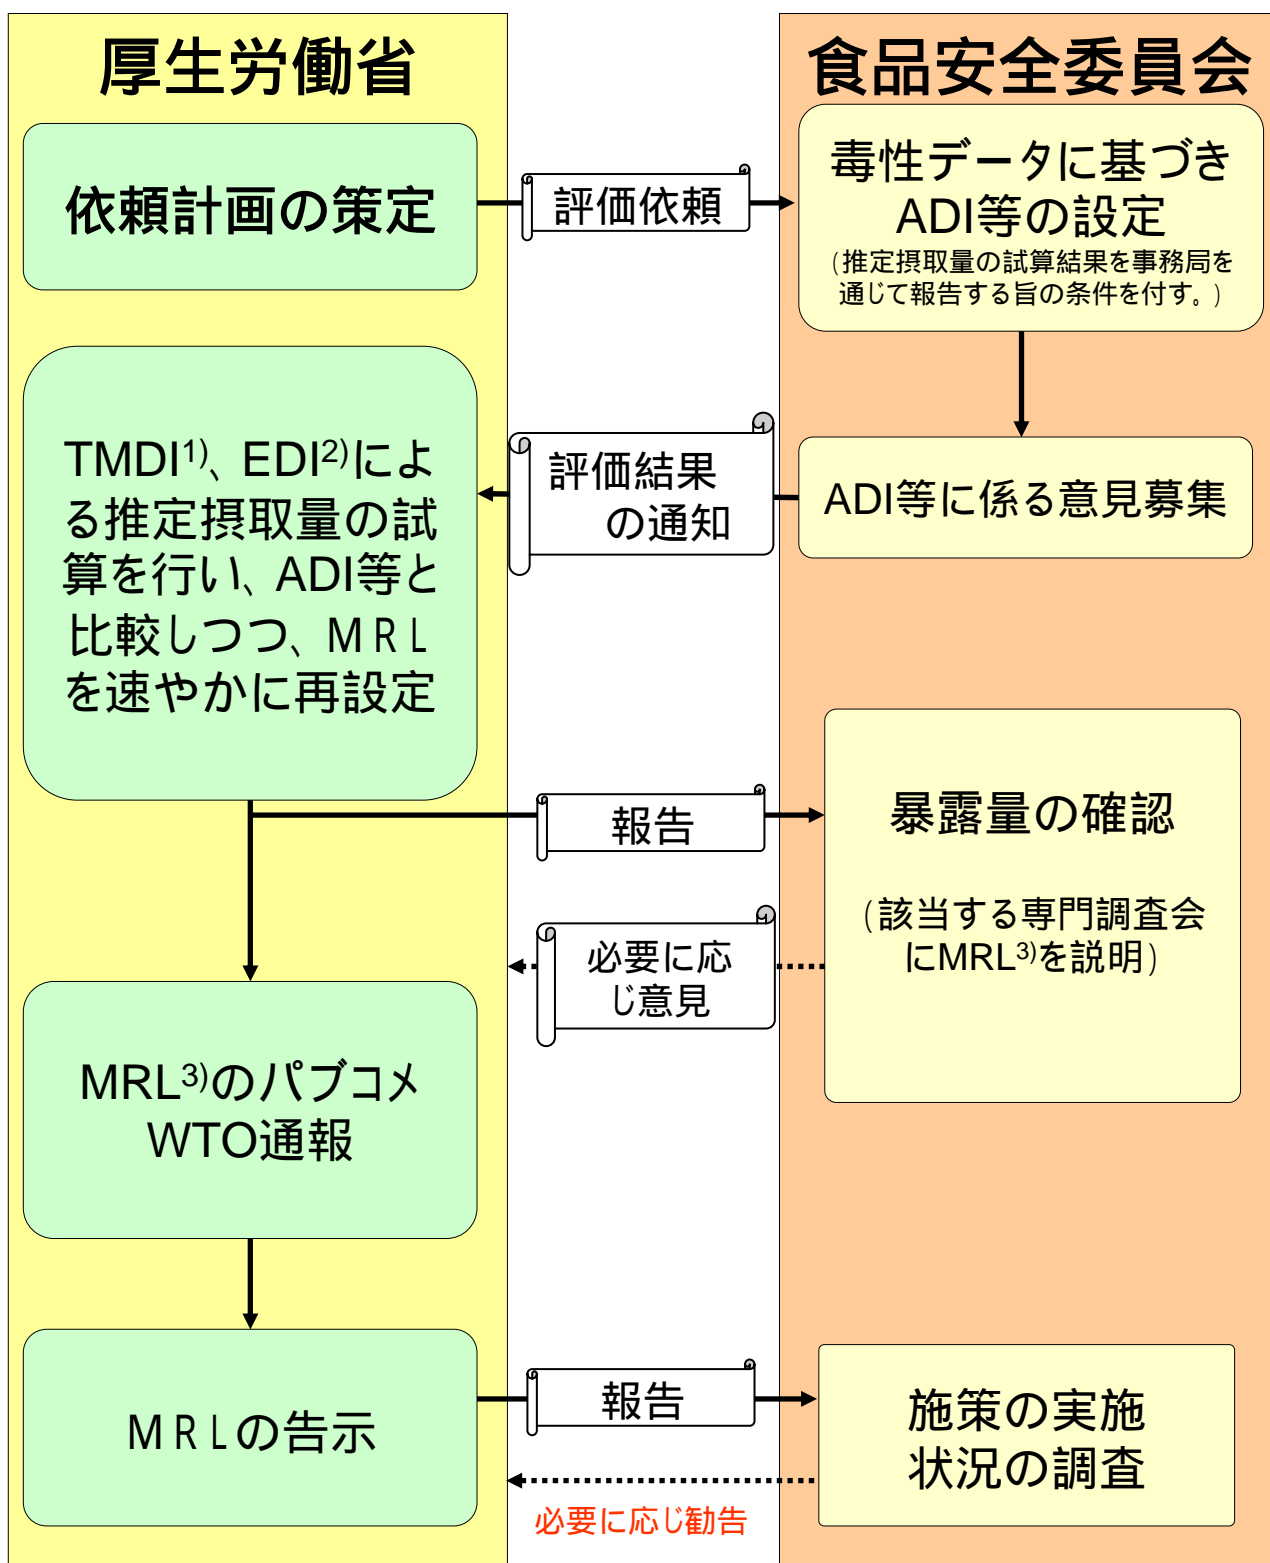 厚生労働省
食品安全委員会
依頼計画の策定
評価依頼
毒性データに基づき
ADI等の設定
(推定摂取量の試算結果を事務局を
通じて報告する旨の条件を付す。)
TMDI1)、EDI2)によ
る推定摂取量の試
算を行い、ADI等と
比較しつつ、MRL
を速やかに再設定
評価結果
の通知
ADI等に係る意見募集
報告
暴露量の確認
(該当する専門調査会
にMRL3)を説明)
必要に応
じ意見
MRL3)のパブコメ
WTO通報
MRLの告示
報告
施策の実施
状況の調査
必要に応じ勧告